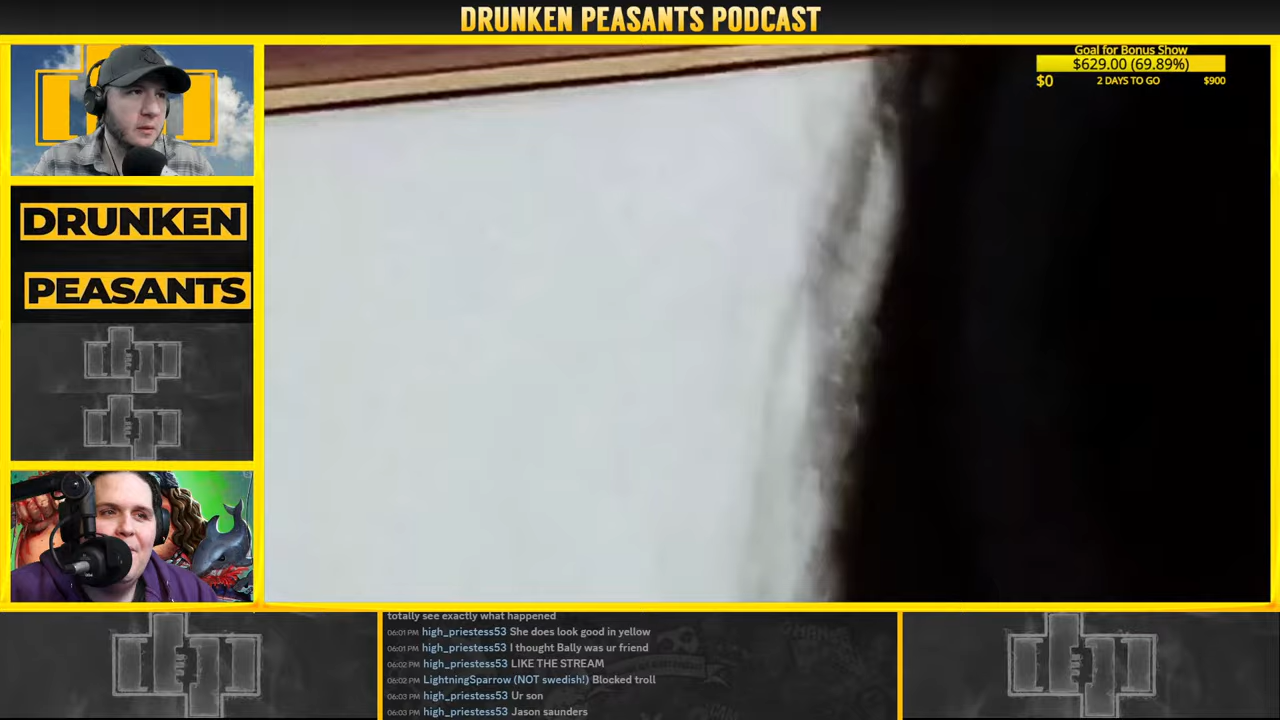 DRUNKEN PEASANTS PODCAST
Goal for Bonus Show
$629.00 (69.89%)
$0 2 DAYS TO GO $900
DRUNKEN
PEASANTS
totally see exactly what happened
06:01 PM high_priestess53 She does look good in yellow
06:01 PM high_priestess53 I thought Bally was ur friend
06:02 PM high_priestess53 LIKE THE STREAM
06:02 PM LightningSparrow (NOT swedish!) Blocked troll
06:03 PM high_priestess53 Ur son
06:03 PM high_priestess53 Jason saunders